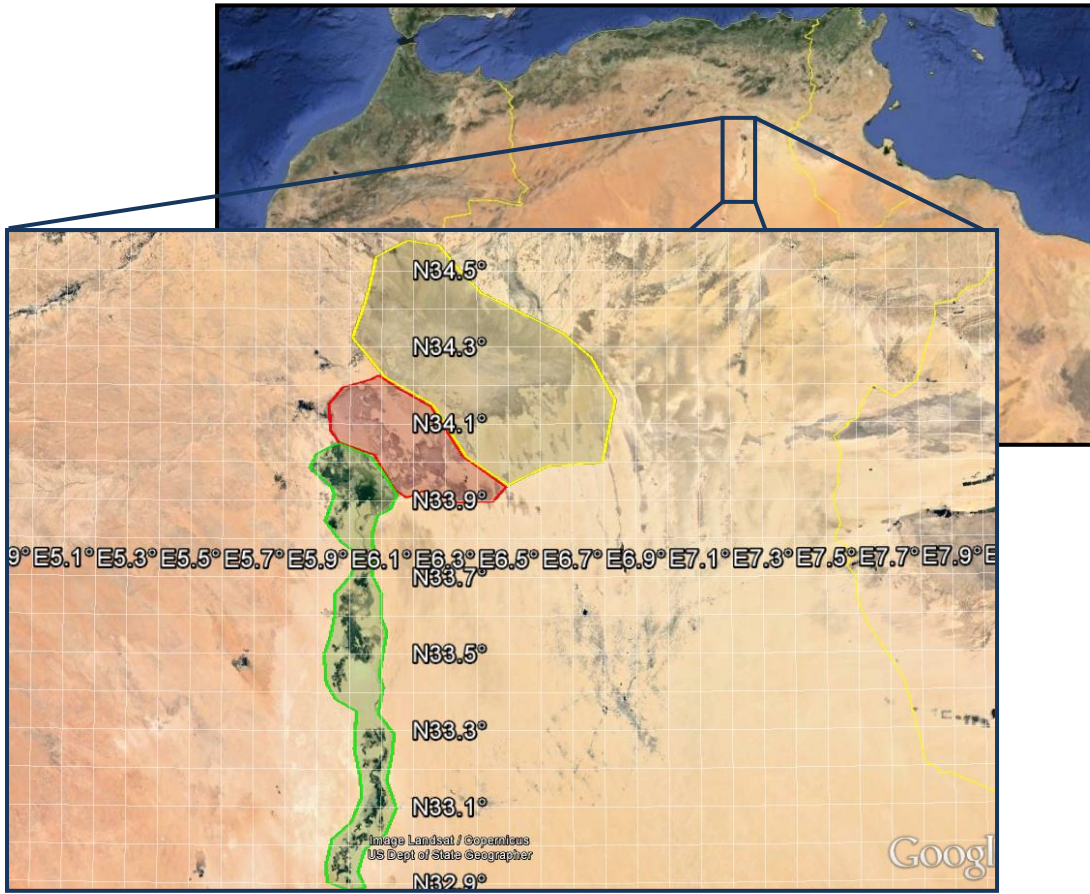 N34.5°
N34.3°
N34.1°
N33.9°
9° E5.1° E5.3° E5.5° E5.7° E5.9° E6.1° E6.3° E6.5° E6.7° E6.9° E7.1° E7.3° E7.5° E7.7° E7.9° E
N33.7°
N33.5°
N33.3°
N33.1°
Image Landsat / Copernicus
US Dept of State Geographer
Googl
N32.9°